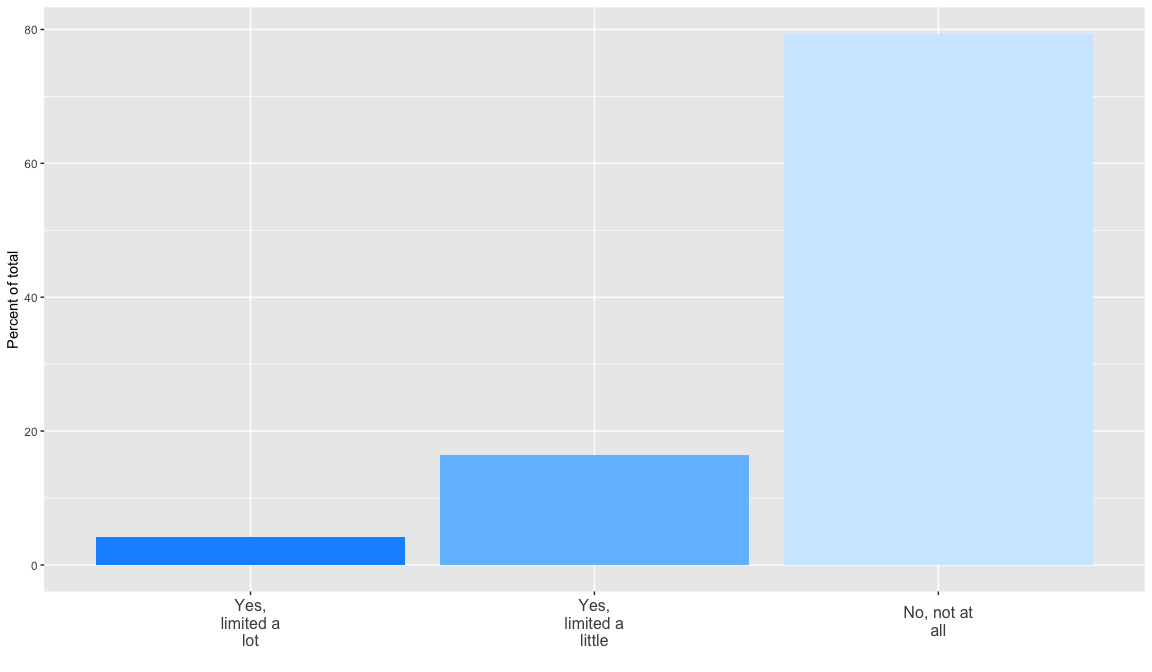 80
60
40
20
0
Percent of total
Yes,
limited a
lot
Yes,
limited a
little
No, not at
all